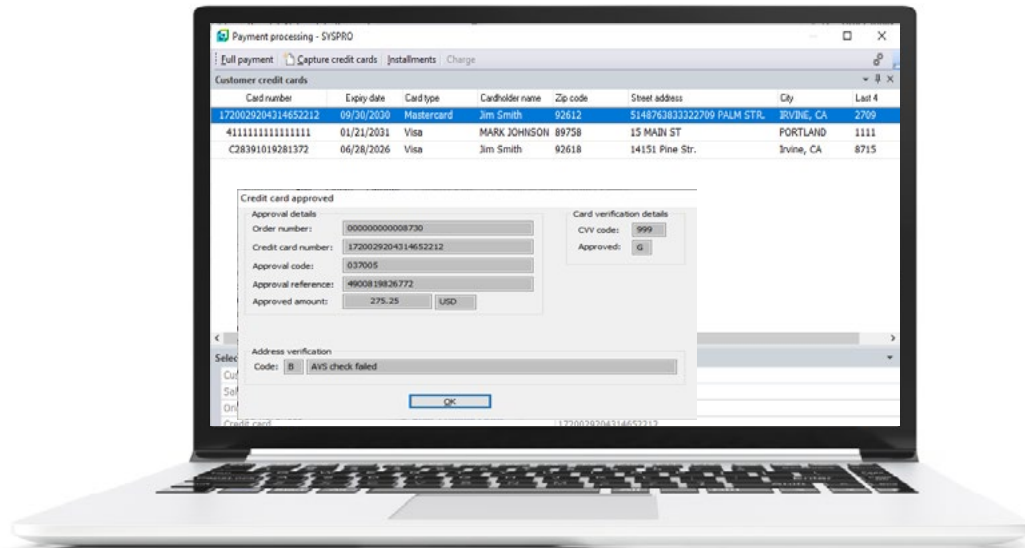 Payment processing - SYSPRO
Full payment Capture credit cards Installments Charge
Customer credit cards
Card number Expiry date Card type Cardholder name Zip code Street address City Last 4
1720029204314652212 09/30/2030 Mastercard Jim Smith 92612 5148763833322709 PALM STR. IRVINE, CA 2709
4111111111111111 01/21/2031 Visa MARK JOHNSON 89758 15 MAIN ST PORTLAND 1111
C28391019281372 06/28/2026 Visa Jim Smith 92618 14151 Pine Str. Irvine, CA 8715
Credit card approved
Approval details
Order number: 000000000008730
Credit card number: 1720029204314652212
Approval code: 037005
Approval reference: 4900819826772
Approved amount: 275.25 USD
Card verification details
CVV code: 999
Approved: G
Address verification
Code: B AVS check failed
OK
Credit card 1720029204314652212